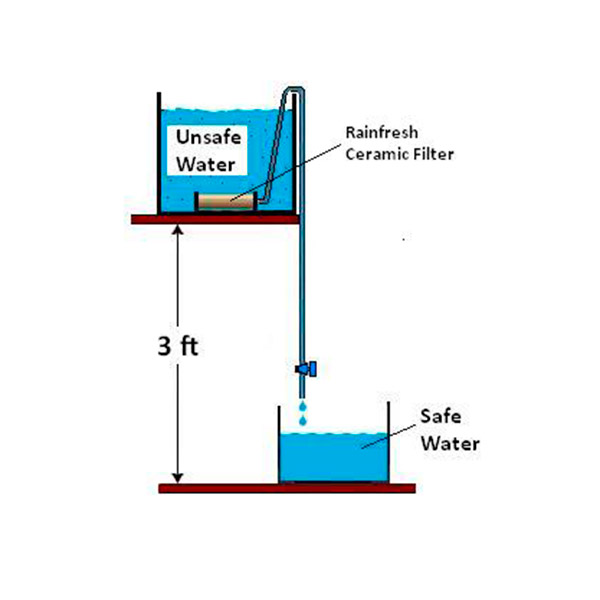 Unsafe
Water
Rainfresh
Ceramic Filter
3 ft
Safe
Water